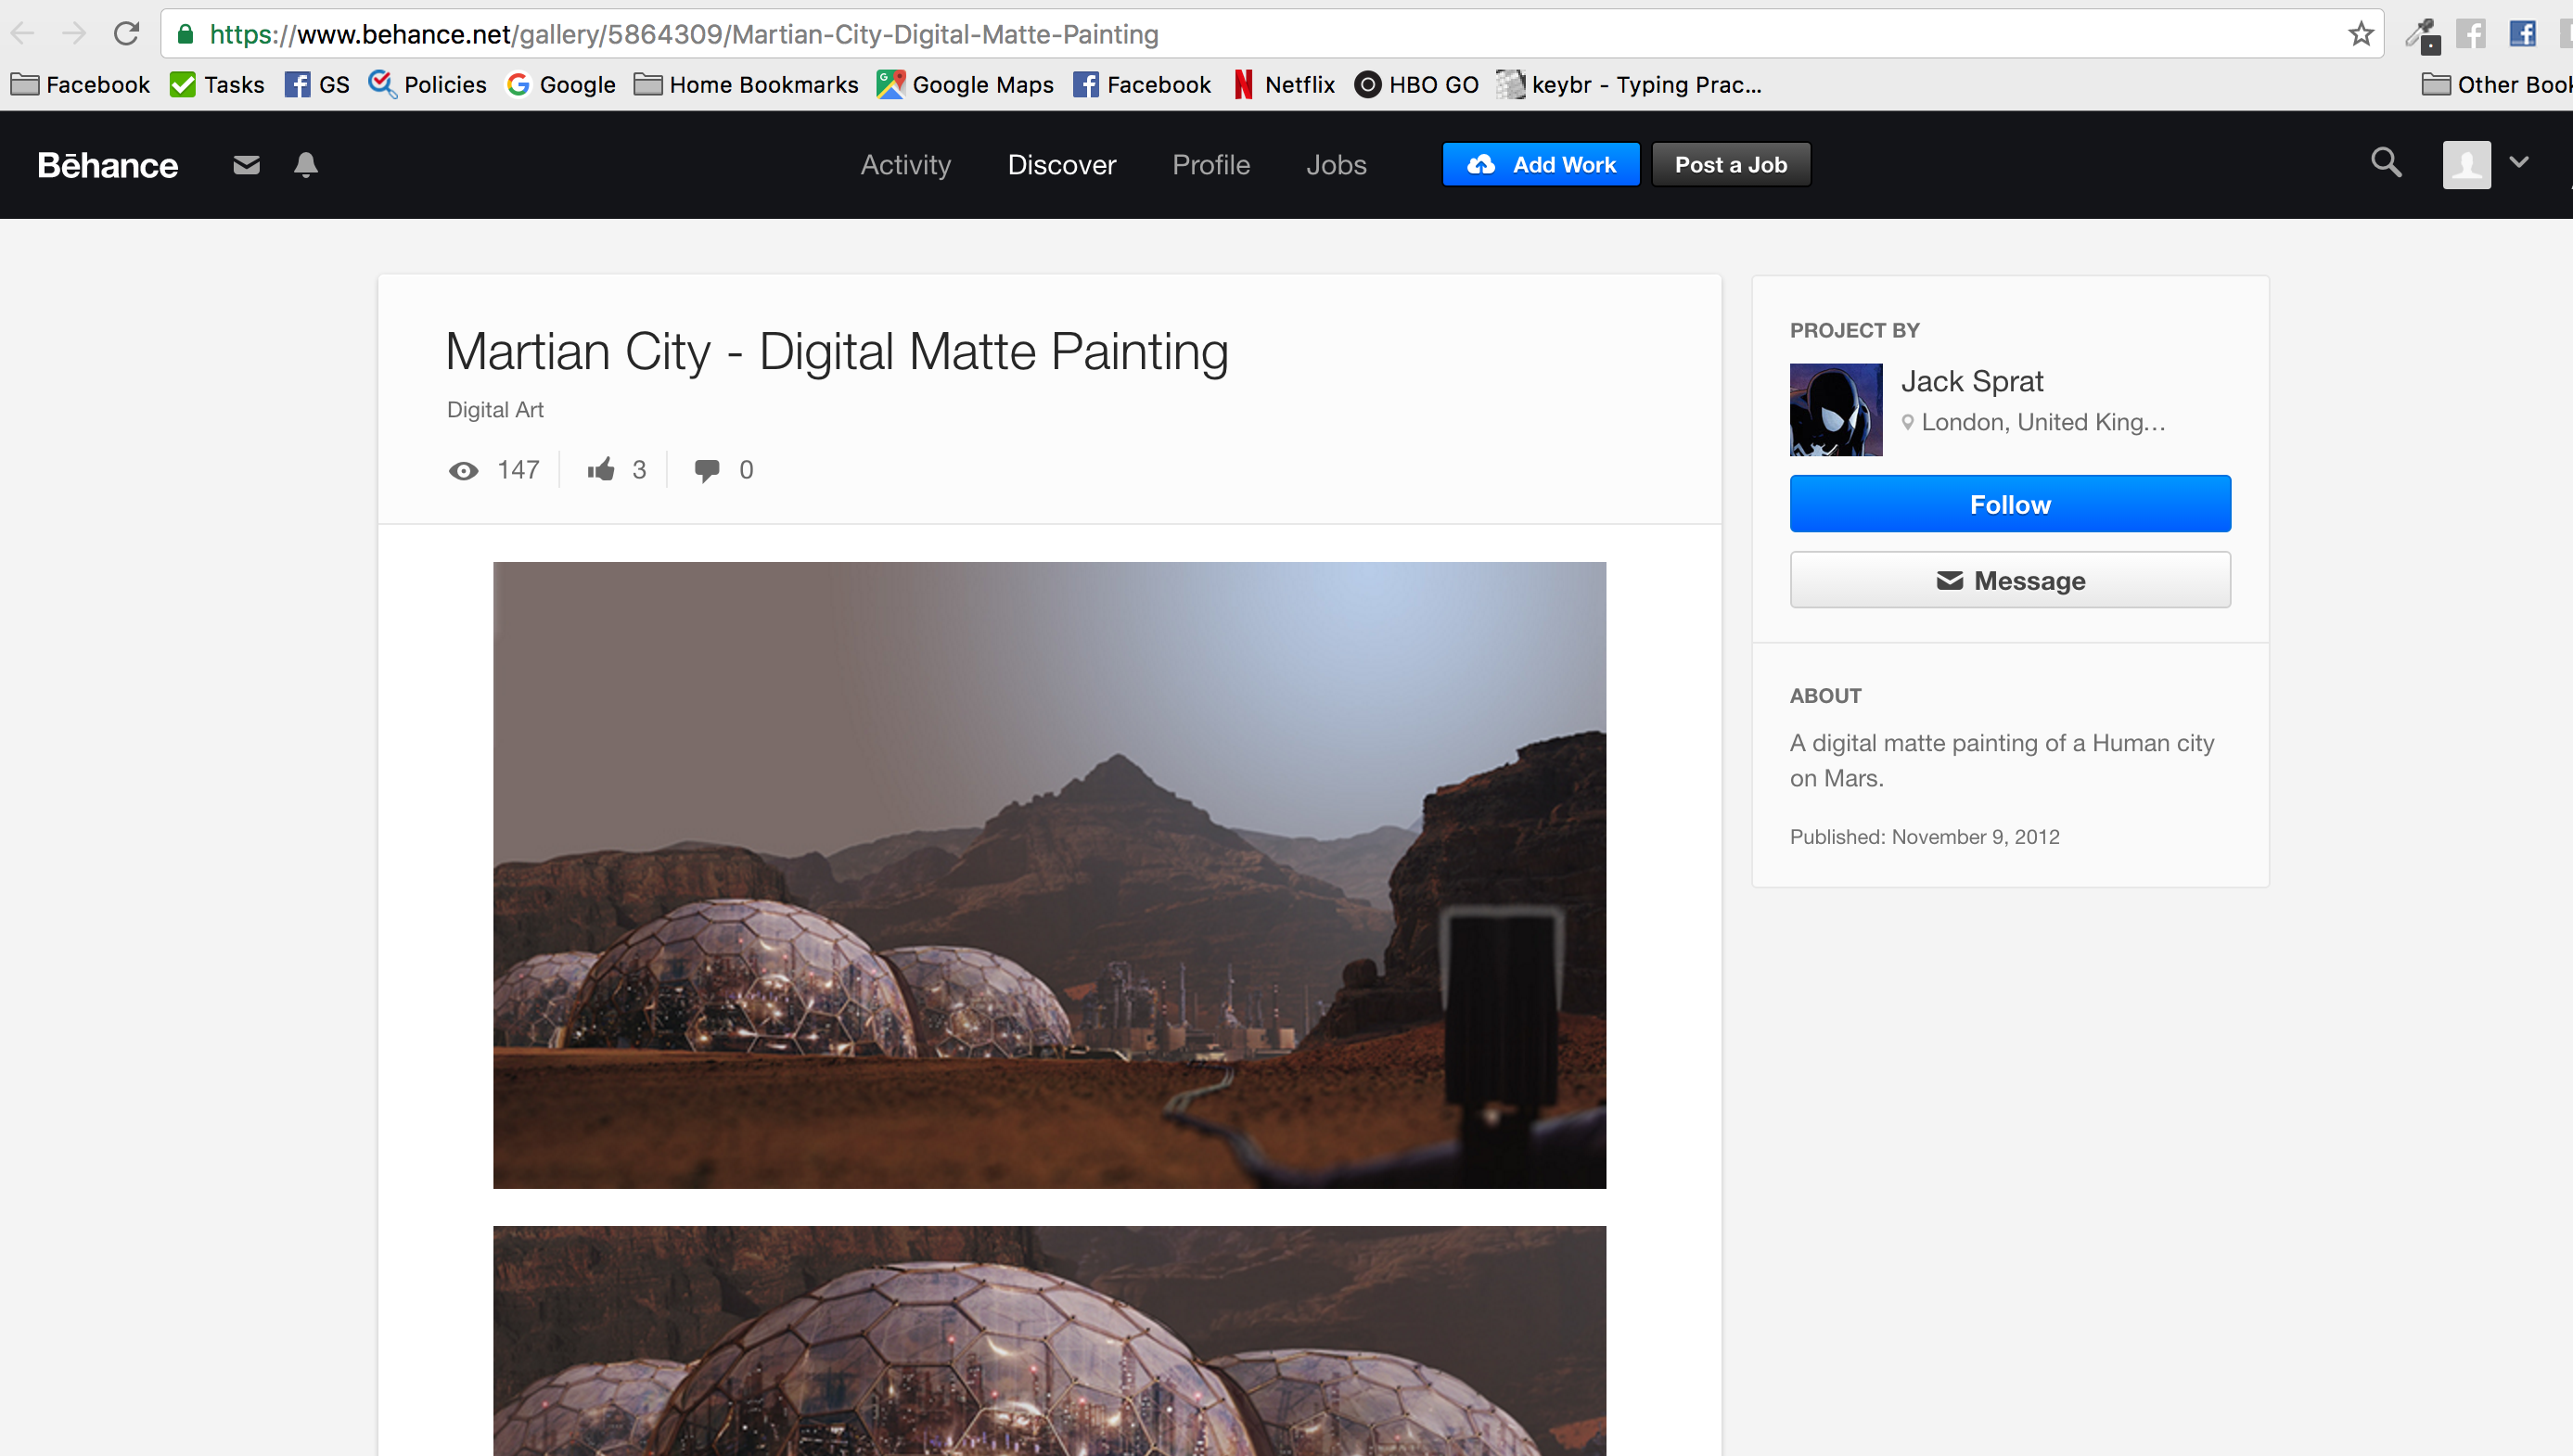 https://www.behance.net/gallery/5864309/Martian-City-Digital-Matte-Painting
Facebook Tasks GS Policies Google Home Bookmarks Google Maps Facebook Netflix HBO GO keybr - Typing Prac... Other Book
Bēhance Activity Discover Profile Jobs Add Work Post a Job
Martian City - Digital Matte Painting
Digital Art
147 3 0
PROJECT BY
Jack Sprat
London, United King...
Follow
Message
ABOUT
A digital matte painting of a Human city
on Mars.
Published: November 9, 2012